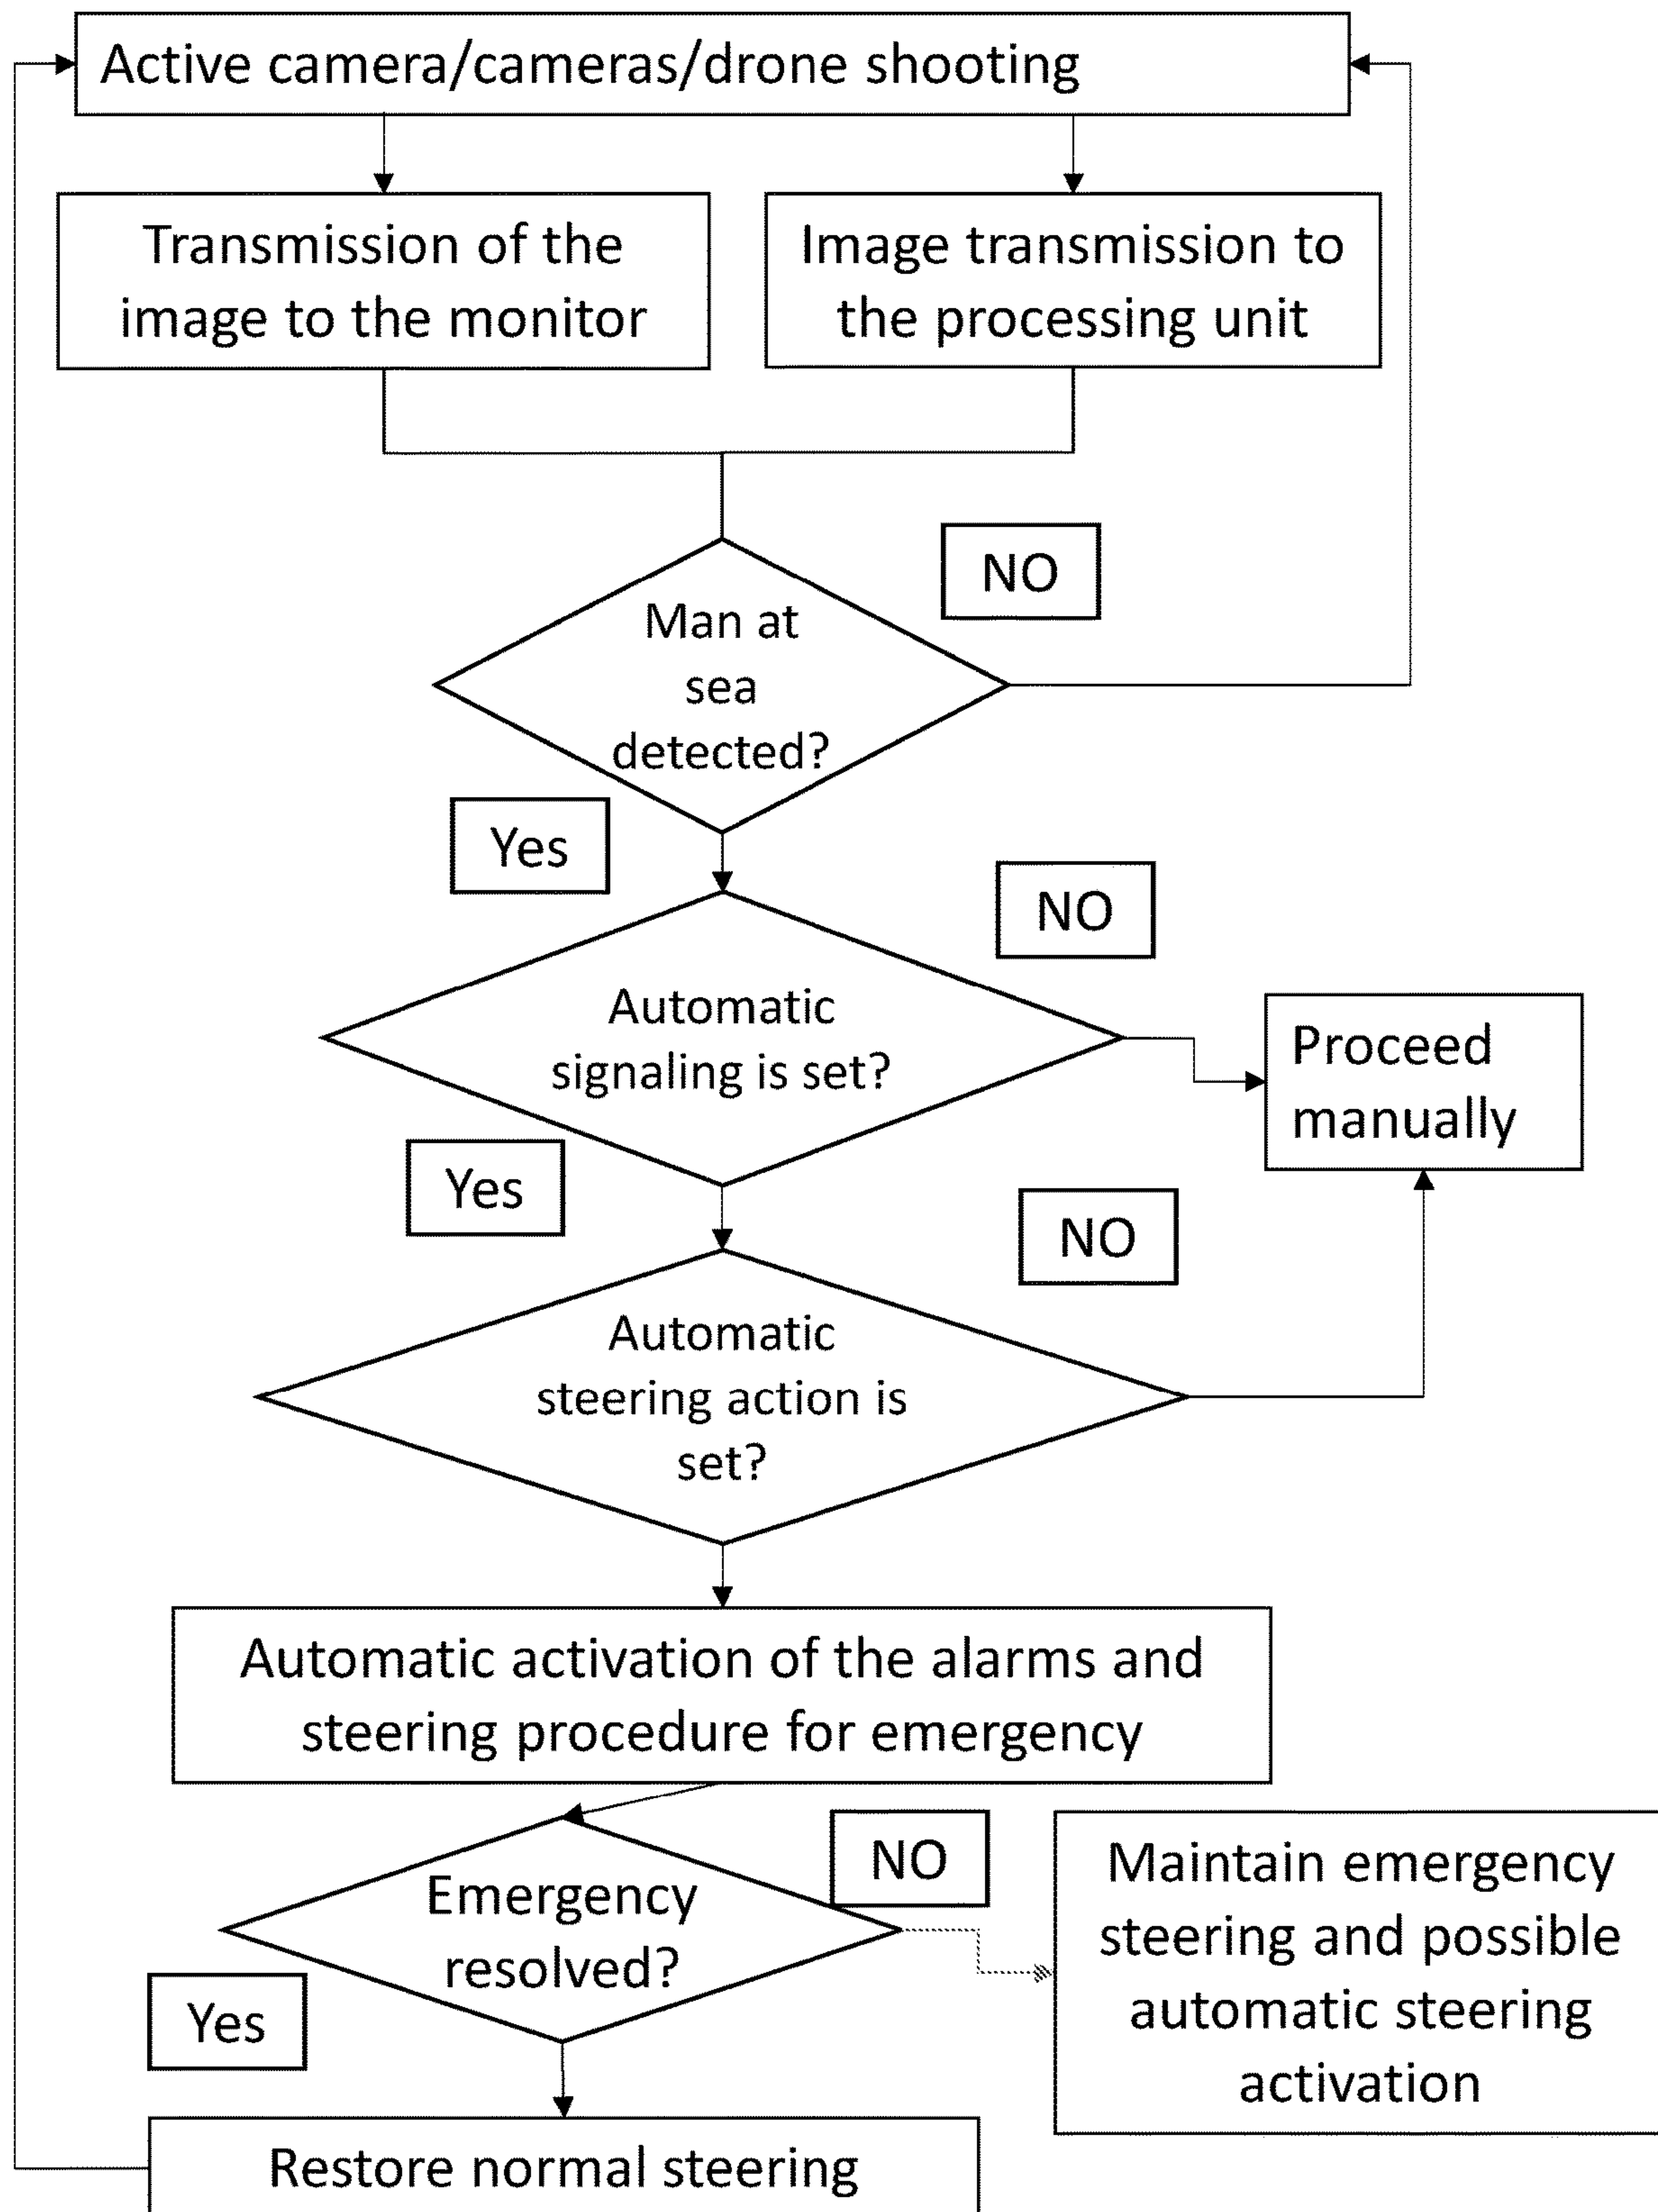 Active camera/cameras/drone shooting
Transmission of the
image to the monitor
Image transmission to
the processing unit
NO
Man at
sea
detected?
Yes
NO
Automatic
signaling is set?
Proceed
manually
Yes
NO
Automatic
steering action is
set?
Automatic activation of the alarms and
steering procedure for emergency
NO
Emergency
resolved?
Maintain emergency
steering and possible
automatic steering
activation
Yes
Restore normal steering